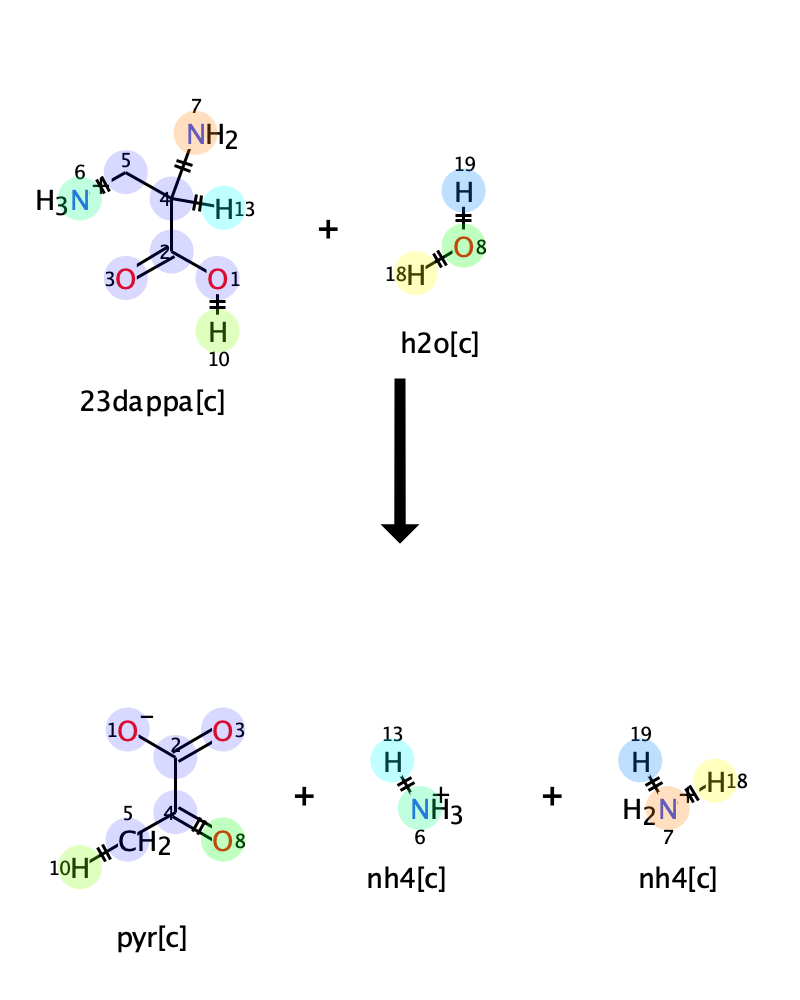 7
NH2
5
6
H3N+
4
H13
2
3O
O1
H
10
23dappa[c]
+
19
H
O8
18H
h2o[c]
1O−
O3
2
5
4
CH2
O8
10H
pyr[c]
+
13
H
NH3+
6
nh4[c]
+
19
H
H18
H2N+
7
nh4[c]